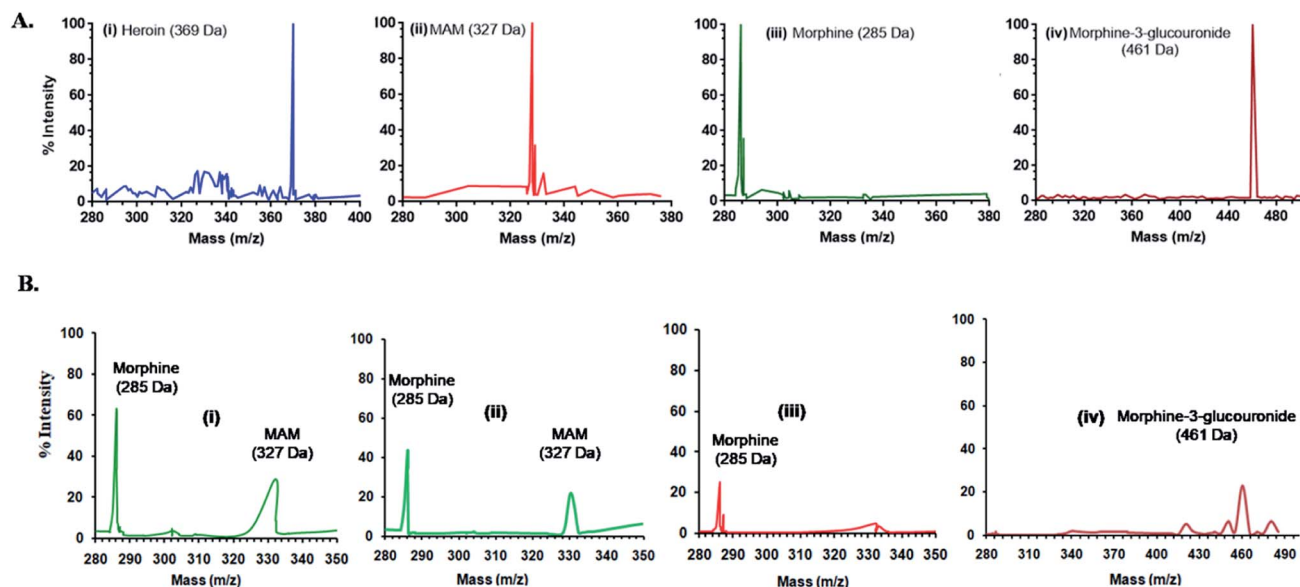 A.
(i) Heroin (369 Da)
100
80
60
40
20
0
% Intensity
280 300 320 340 360 380 400
Mass (m/z)
(ii) MAM (327 Da)
100
80
60
40
20
0
280 300 320 340 360 380
Mass (m/z)
(iii) Morphine (285 Da)
100
80
60
40
20
0
280 300 320 340 360 380
Mass (m/z)
(iv) Morphine-3-glucouronide
(461 Da)
100
80
60
40
20
0
280 320 360 400 440 480
Mass (m/z)
B.
100
80
60
40
20
0
% Intensity
Morphine
(285 Da)
(i)
MAM
(327 Da)
280 290 300 310 320 330 340 350
Mass (m/z)
100
80
60
40
20
0
Morphine
(285 Da)
(ii)
MAM
(327 Da)
280 290 300 310 320 330 340 350
Mass (m/z)
100
80
60
40
20
0
(iii)
Morphine
(285 Da)
280 290 300 310 320 330 340 350
Mass (m/z)
100
80
60
40
20
0
(iv) Morphine-3-glucouronide
(461 Da)
280 310 340 370 400 430 460 490
Mass (m/z)